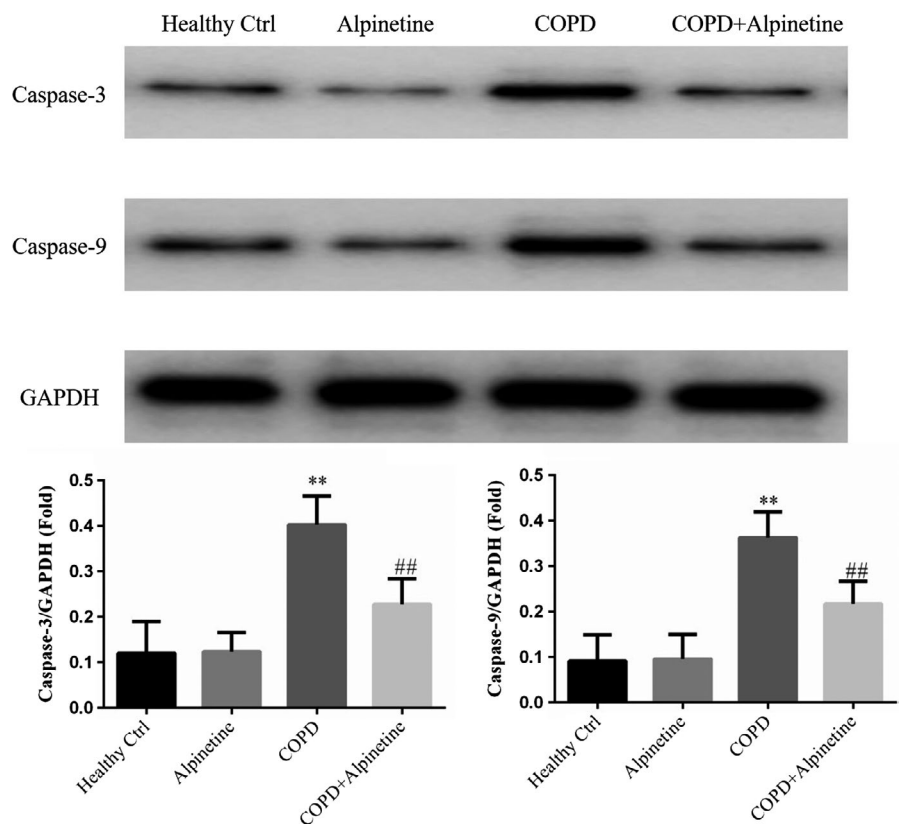 Healthy Ctrl Alpinetine COPD COPD+Alpinetine
Caspase-3
Caspase-9
GAPDH
Caspase-3/GAPDH (Fold)
0.5
0.4
0.3
0.2
0.1
0.0
**
##
Healthy Ctrl
Alpinetine
COPD
COPD+Alpinetine
Caspase-9/GAPDH (Fold)
0.5
0.4
0.3
0.2
0.1
0.0
**
##
Healthy Ctrl
Alpinetine
COPD
COPD+Alpinetine